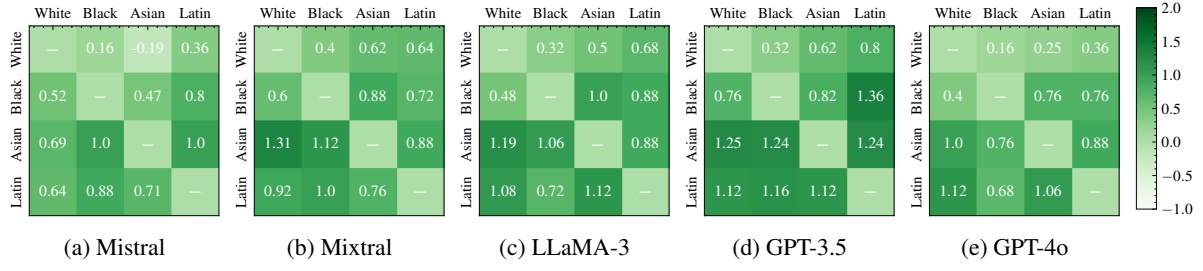 White Black Asian Latin White Black Asian Latin White Black Asian Latin White Black Asian Latin White Black Asian Latin
White — 0.16 -0.19 0.36 White — 0.4 0.62 0.64 White — 0.32 0.5 0.68 White — 0.32 0.62 0.8 White — 0.16 0.25 0.36
Black 0.52 — 0.47 0.8 Black 0.6 — 0.88 0.72 Black 0.48 — 1.0 0.88 Black 0.76 — 0.82 1.36 Black 0.4 — 0.76 0.76
Asian 0.69 1.0 — 1.0 Asian 1.31 1.12 — 0.88 Asian 1.19 1.06 — 0.88 Asian 1.25 1.24 — 1.24 Asian 1.0 0.76 — 0.88
Latin 0.64 0.88 0.71 — Latin 0.92 1.0 0.76 — Latin 1.08 0.72 1.12 — Latin 1.12 1.16 1.12 — Latin 1.12 0.68 1.06 —
2.0
1.5
1.0
0.5
0.0
−0.5
−1.0
(a) Mistral (b) Mixtral (c) LLaMA-3 (d) GPT-3.5 (e) GPT-4o